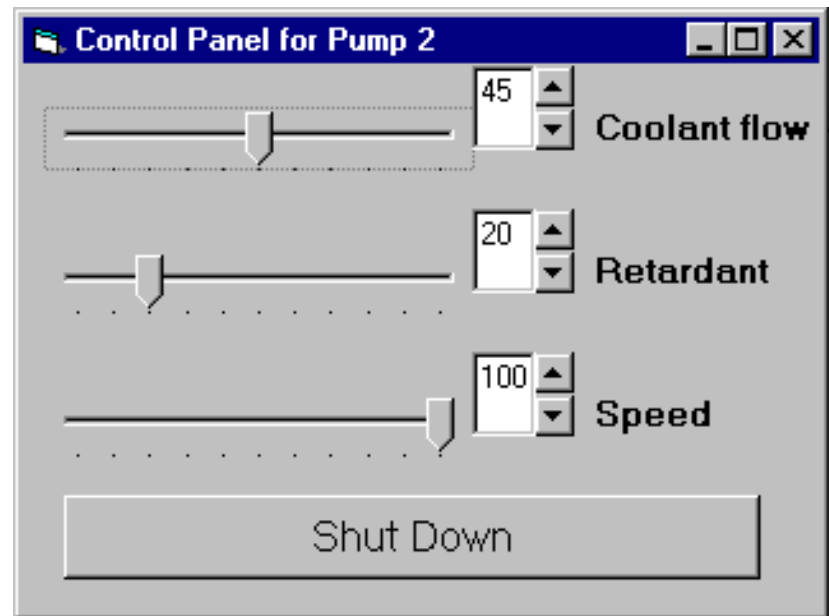 Control Panel for Pump 2
45 Coolant flow
20 Retardant
100 Speed
Shut Down